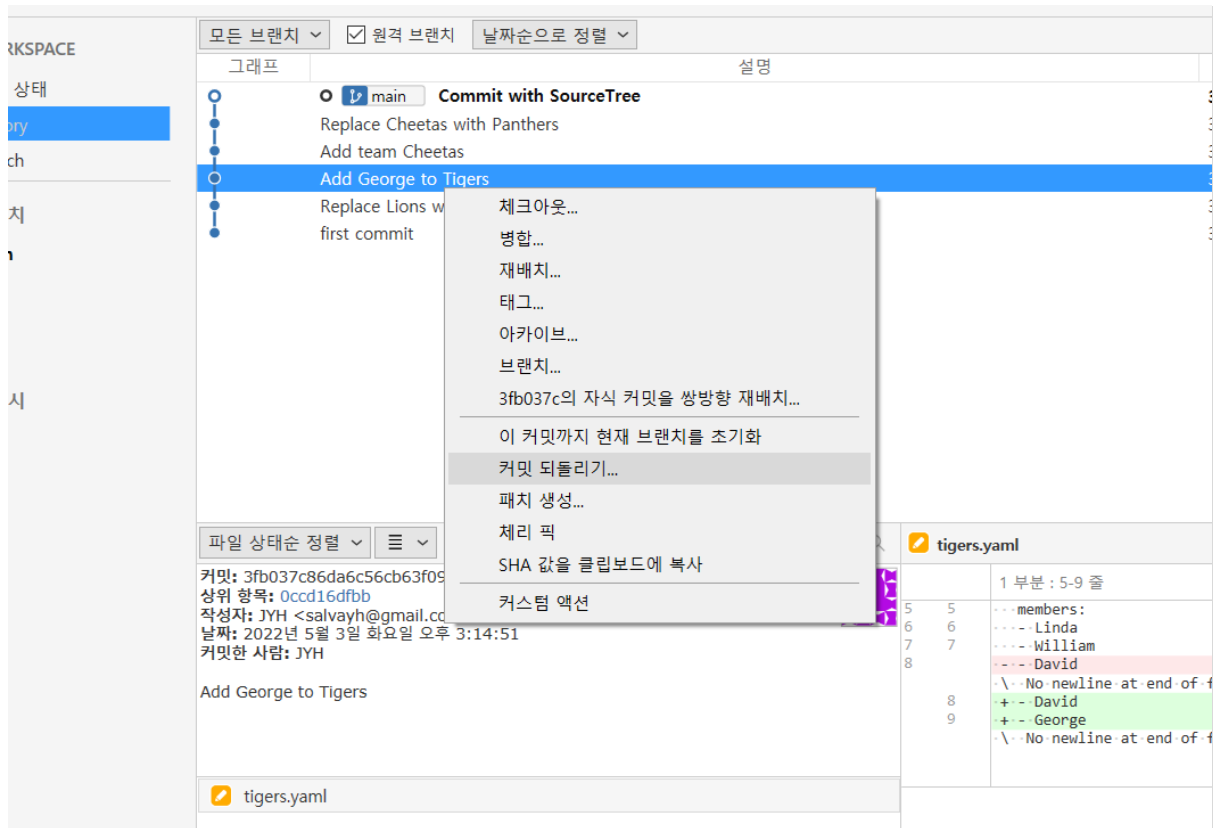 모든 브랜치 원격 브랜치 날짜순으로 정렬
RKSPACE
그래프 설명
상태
main Commit with SourceTree
ory
Replace Cheetas with Panthers
ch
Add team Cheetas
Add George to Tigers
치
Replace Lions w
first commit
체크아웃...
병합...
재배치...
태그...
아카이브...
브랜치...
시
3fb037c의 자식 커밋을 쌍방향 재배치...
이 커밋까지 현재 브랜치를 초기화
커밋 되돌리기...
패치 생성...
체리 픽
SHA 값을 클립보드에 복사
커스텀 액션
파일 상태순 정렬
커밋: 3fb037c86da6c56cb63f09
상위 항목: 0ccd16dfbb
작성자: JYH <salvayh@gmail.co
날짜: 2022년 5월 3일 화요일 오후 3:14:51
커밋한 사람: JYH
Add George to Tigers
tigers.yaml
tigers.yaml
1 부분 : 5-9 줄
5 5 ···members:
6 6 ···-·Linda
7 7 ···-·William
8 ·-·-·David
·\··No·newline·at·end·of·f
8 ·+·-·David
9 ·+·-·George
·\··No·newline·at·end·of·f